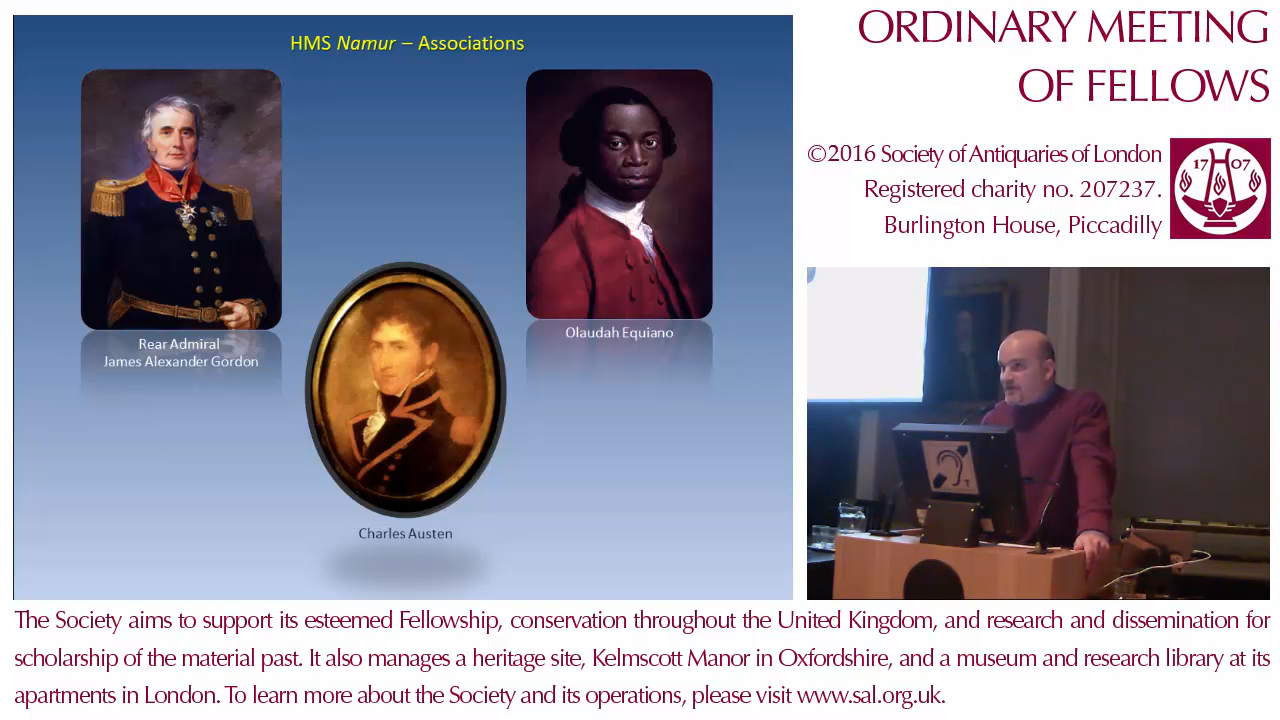 HMS Namur – Associations
Rear Admiral
James Alexander Gordon
Olaudah Equiano
Charles Austen
ORDINARY MEETING
OF FELLOWS
©2016 Society of Antiquaries of London
Registered charity no. 207237.
Burlington House, Piccadilly
17 07
T
The Society aims to support its esteemed Fellowship, conservation throughout the United Kingdom, and research and dissemination for
scholarship of the material past. It also manages a heritage site, Kelmscott Manor in Oxfordshire, and a museum and research library at its
apartments in London. To learn more about the Society and its operations, please visit www.sal.org.uk.